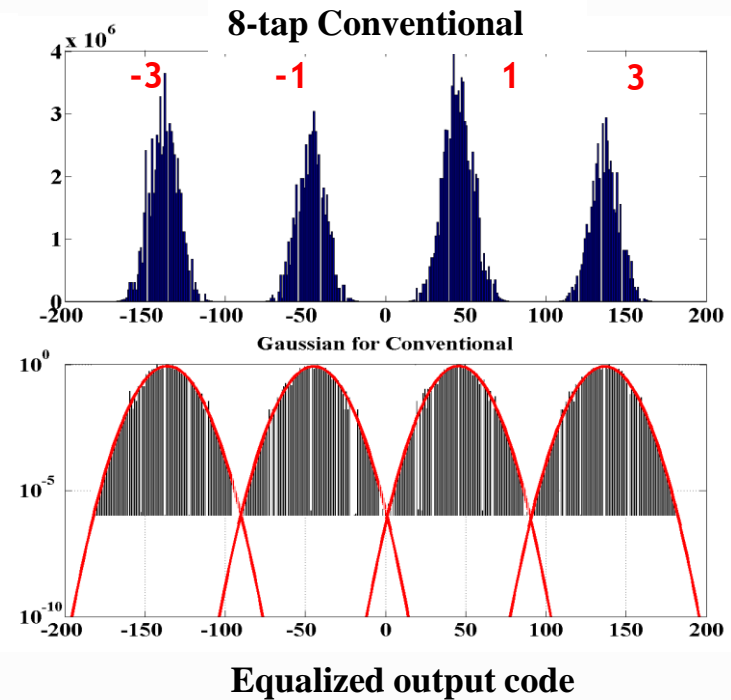 8-tap Conventional
x 10^6
-3 -1 1 3
4
3
2
1
0
-200 -150 -100 -50 0 50 100 150 200
Gaussian for Conventional
10^0
10^-5
10^-10
-200 -150 -100 -50 0 50 100 150 200
Equalized output code